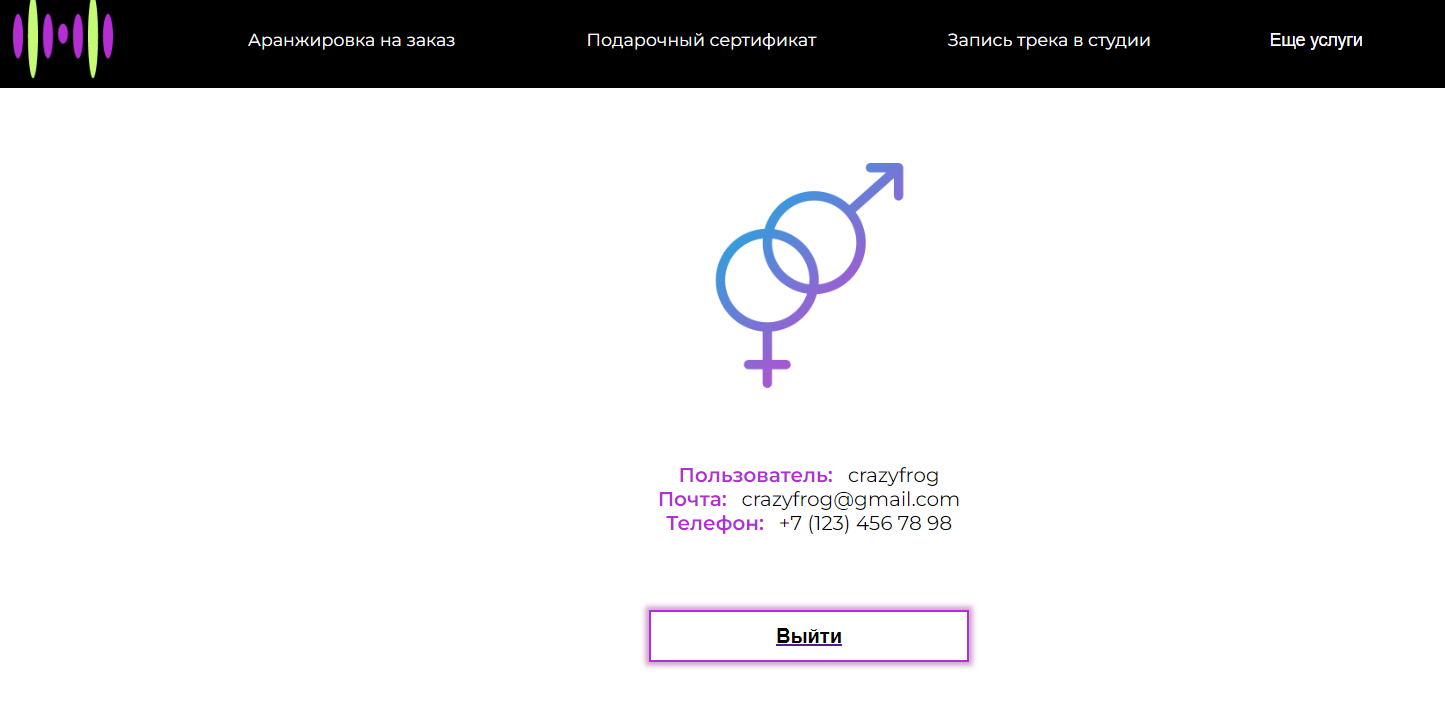 Аранжировка на заказ Подарочный сертификат Запись трека в студии Еще услуги
Пользователь: crazyfrog
Почта: crazyfrog@gmail.com
Телефон: +7 (123) 456 78 98
Выйти